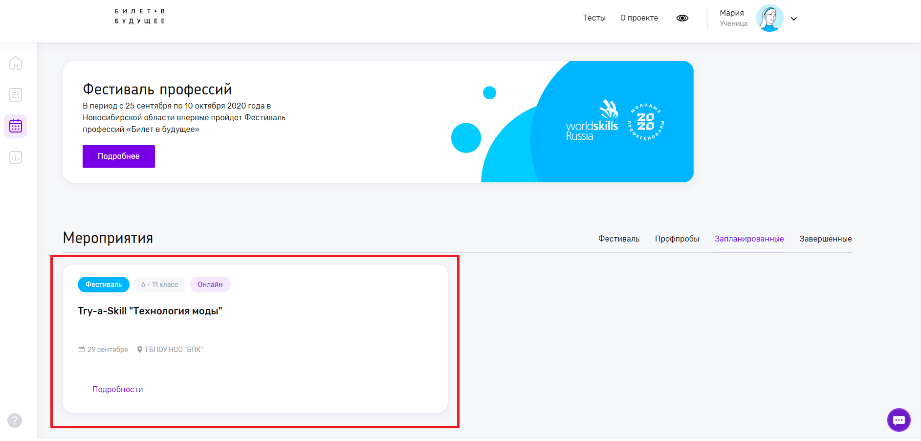 БИЛЕТ В
БУДУЩЕЕ
Тесты
О проекте
Мария
Ученица
Фестиваль профессий
В период с 25 сентября по 10 октября 2020 года в
Новосибирской области впервые пройдет Фестиваль
профессий «Билет в будущее»
Подробнее
worldskills
Russia
МОЛОДЫЕ
ПРОФЕССИОНАЛЫ
2020
Мероприятия
Фестиваль
Профпробы
Запланированные
Завершенные
Фестиваль
6 - 11 класс
Онлайн
Try-a-Skill "Технология моды"
29 сентября
ГБПОУ НСО "БПК"
Подробности
?